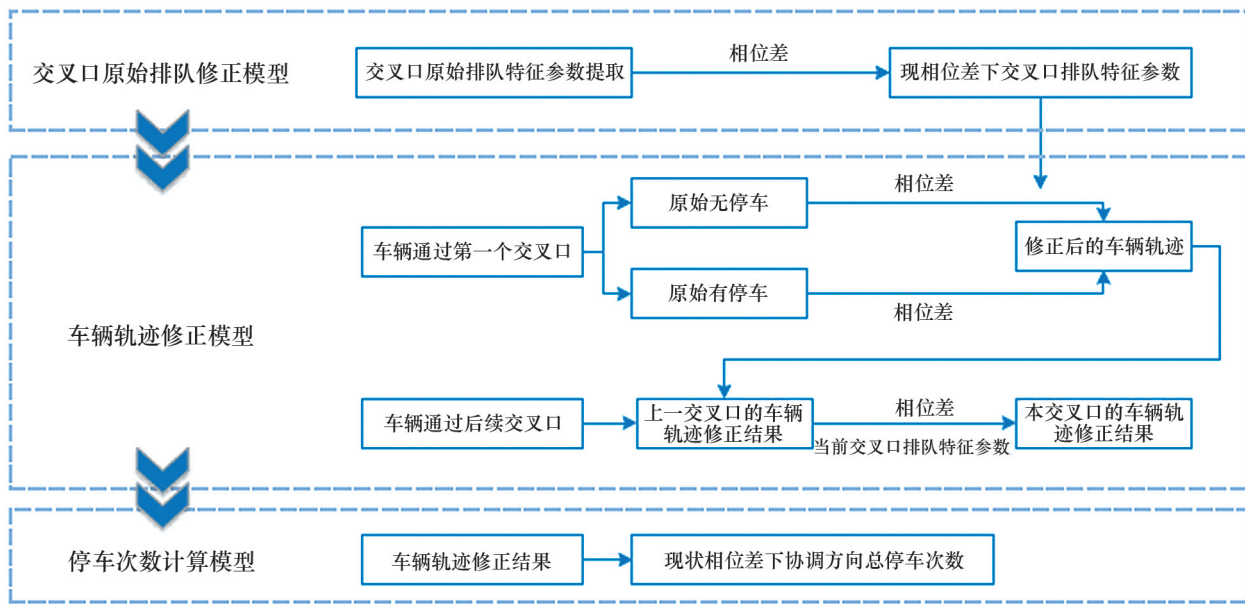 交叉口原始排队修正模型
交叉口原始排队特征参数提取
相位差
现相位差下交叉口排队特征参数
车辆轨迹修正模型
车辆通过第一个交叉口
原始无停车
相位差
原始有停车
相位差
修正后的车辆轨迹
车辆通过后续交叉口
上一交叉口的车辆
轨迹修正结果
相位差
当前交叉口排队特征参数
本交叉口的车辆轨
迹修正结果
停车次数计算模型
车辆轨迹修正结果
现状相位差下协调方向总停车次数